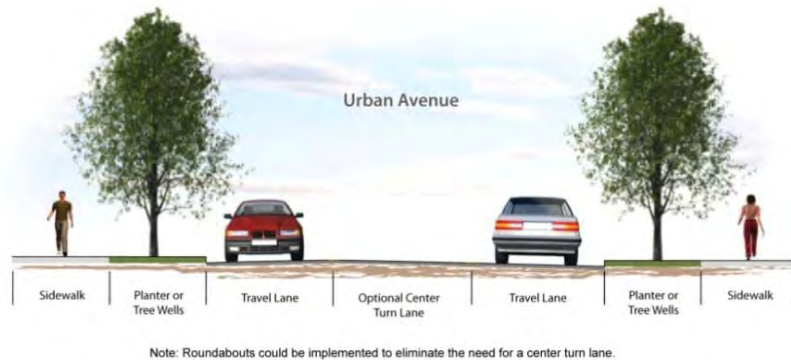 Urban Avenue
Sidewalk
Planter or
Tree Wells
Travel Lane
Optional Center
Turn Lane
Travel Lane
Planter or
Tree Wells
Sidewalk
Note: Roundabouts could be implemented to eliminate the need for a center turn lane.